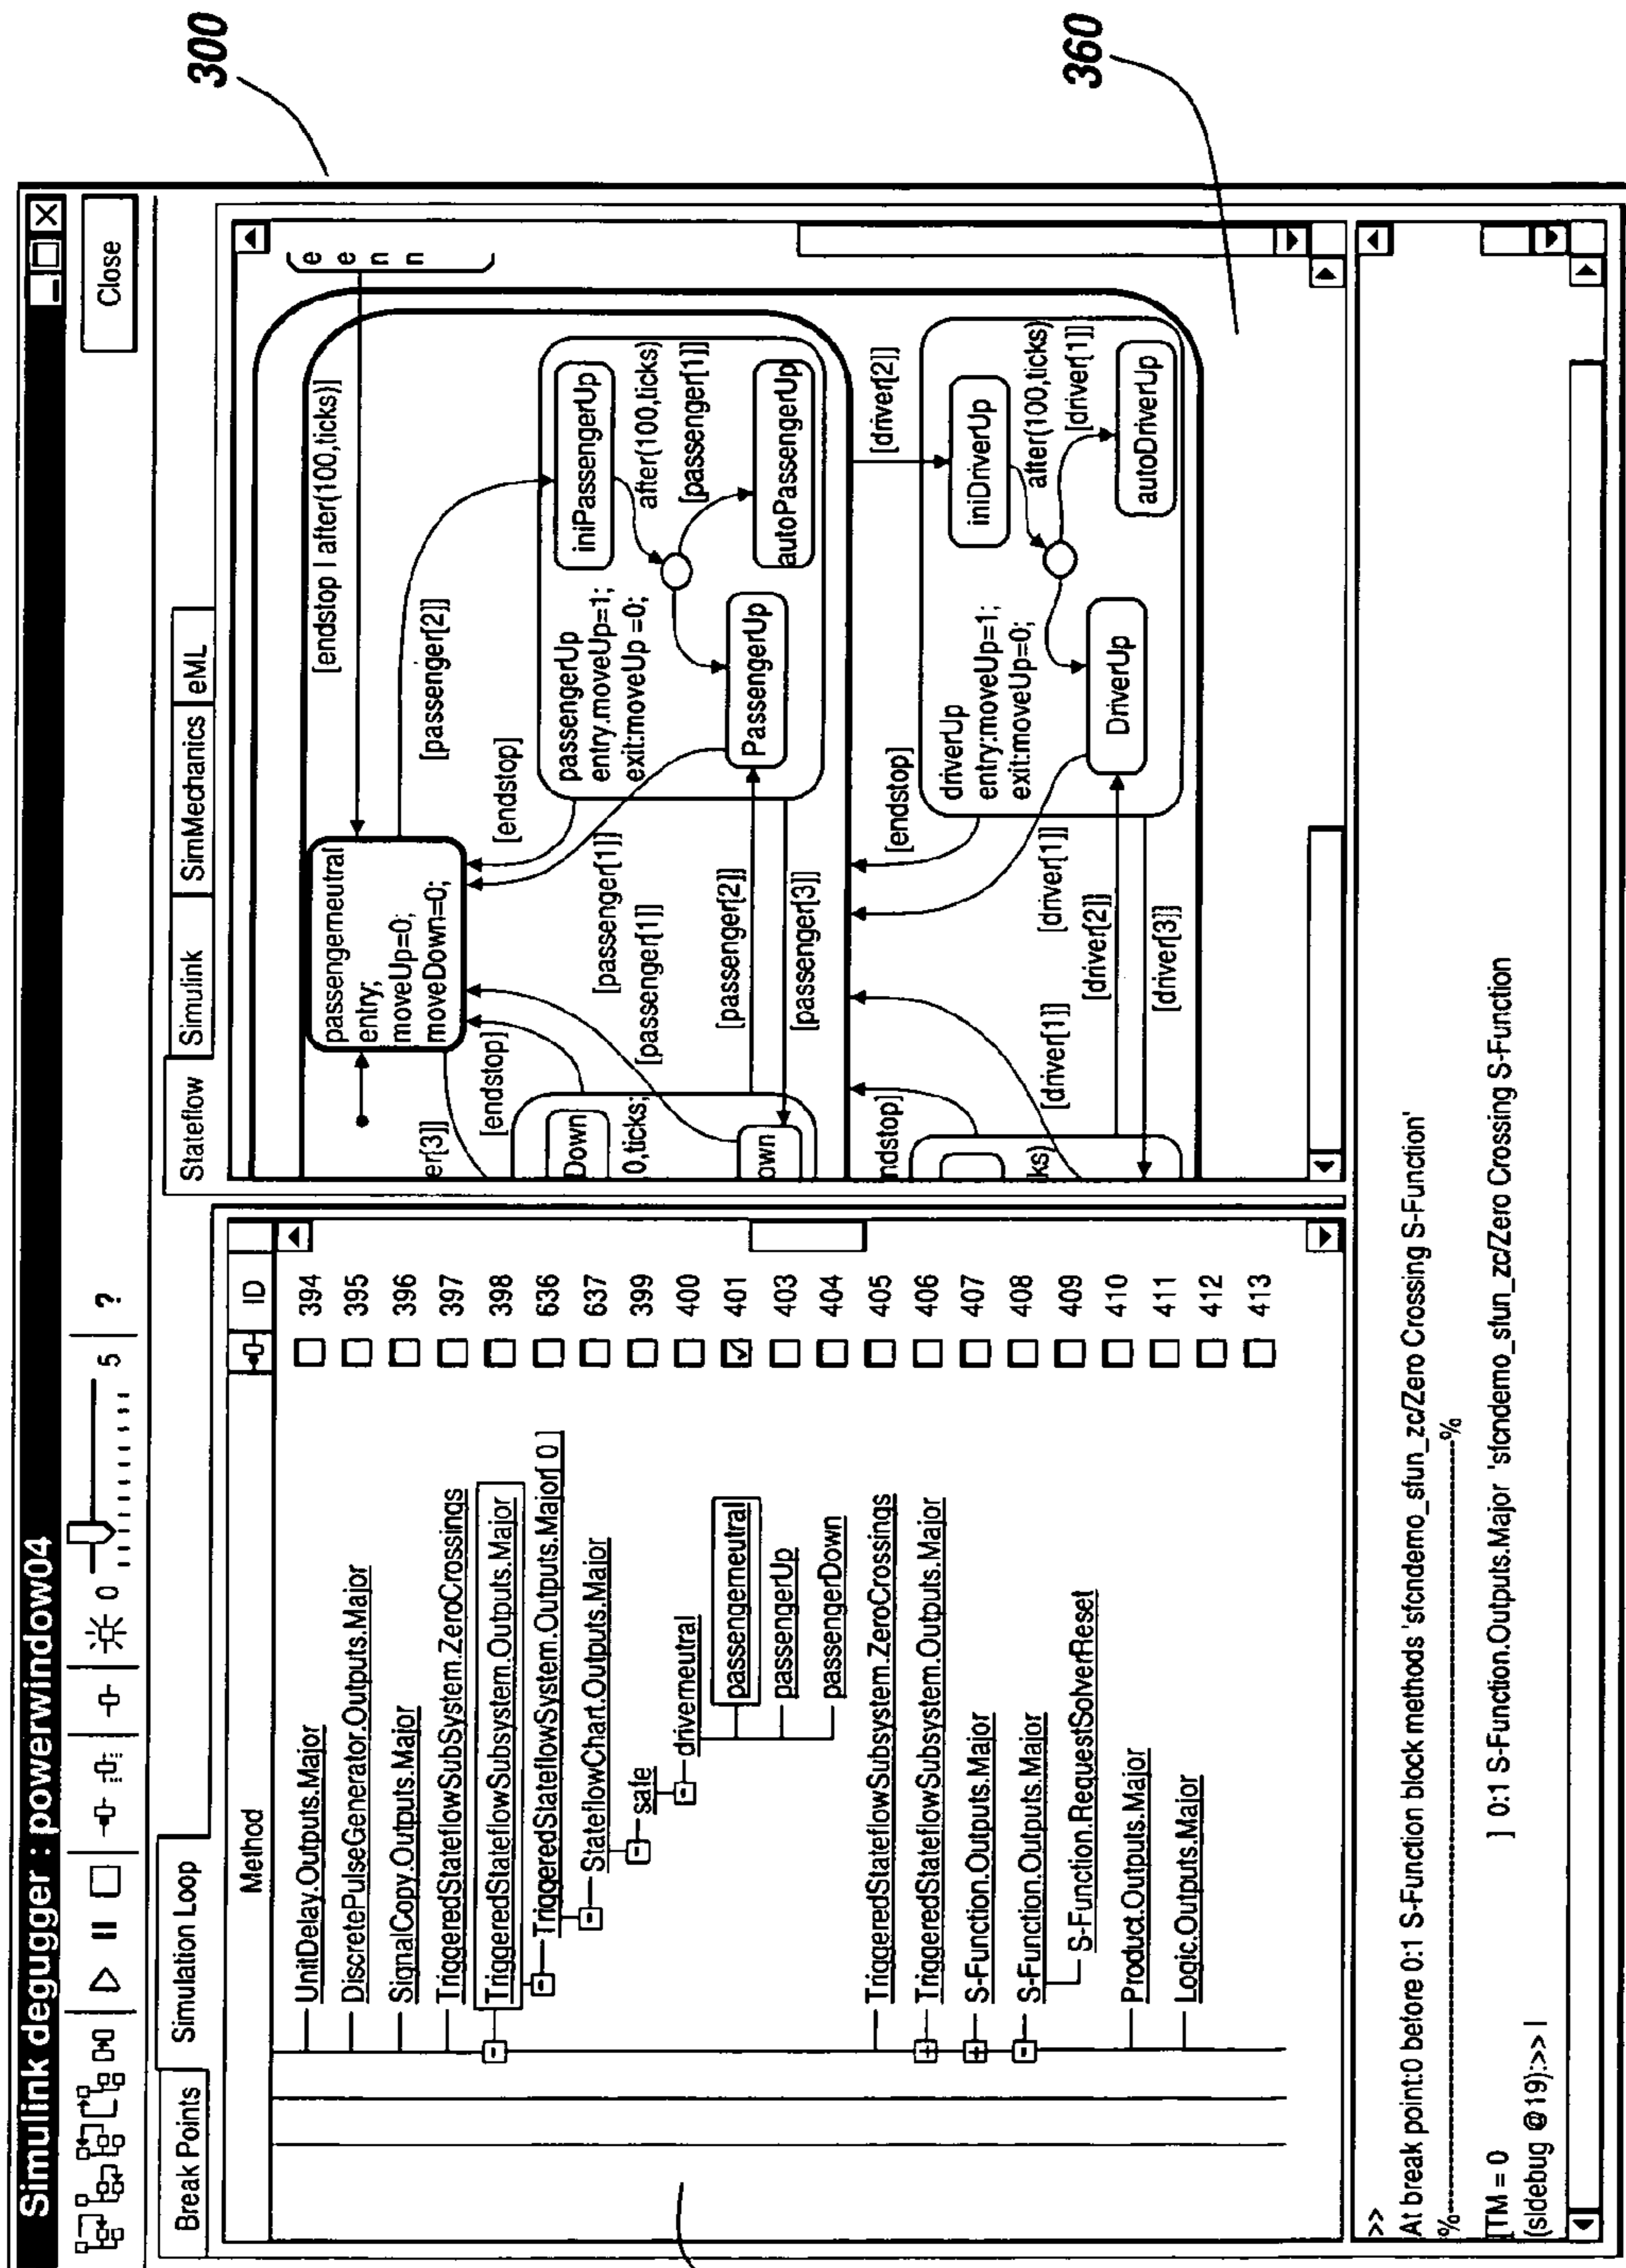 300
360
Simulink degugger : powerwindow04
0
5
?
Close
Break Points
Simulation Loop
Method
ID
UnitDelay.Outputs.Major
394
DiscretePulseGenerator.Outputs.Major
395
SignalCopy.Outputs.Major
396
TriggeredStateflowSubSystem.ZeroCrossings
397
TriggeredStateflowSubsystem.Outputs.Major
398
TriggeredStateflowSystem.Outputs.Major[ 0 ]
636
StateflowChart.Outputs.Major
637
safe
399
driverneutral
400
passengerneutral
401
passengerUp
403
passengerDown
404
TriggeredStateflowSubsystem.ZeroCrossings
405
TriggeredStateflowSubsystem.Outputs.Major
406
S-Function.Outputs.Major
407
S-Function.Outputs.Major
408
S-Function.RequestSolverReset
409
Product.Outputs.Major
410
Logic.Outputs.Major
411
412
413
Stateflow
Simulink
SimMechanics
eML
e
e
n
n
[endstop | after(100,ticks)]
passengerneutral
entry;
moveUp=0;
moveDown=0;
[passenger[2]]
er[3]]
[endstop]
[endstop]
passengerUp
entry.moveUp=1;
exit:moveUp =0;
iniPassengerUp
after(100,ticks)
[passenger[1]]
PassengerUp
autoPassengerUp
Down
0,ticks;
own
[passenger[1]]
[passenger[1]]
[passenger[2]]
[passenger[3]]
[driver[2]]
ndstop]
[endstop]
driverUp
entry:moveUp=1;
exit:moveUp=0;
iniDriverUp
after(100,ticks)
[driver[1]]
DriverUp
autoDriverUp
ks)
[driver[1]]
[driver[1]]
[driver[2]]
[driver[3]]
>>
At break point:0 before 0:1 S-Function block methods 'sfcndemo_sfun_zc/Zero Crossing S-Function'
%----------------------------------------------------%
[TM = 0 ] 0:1 S-Function.Outputs.Major 'sfcndemo_sfun_zc/Zero Crossing S-Function
(sldebug @19):>> |